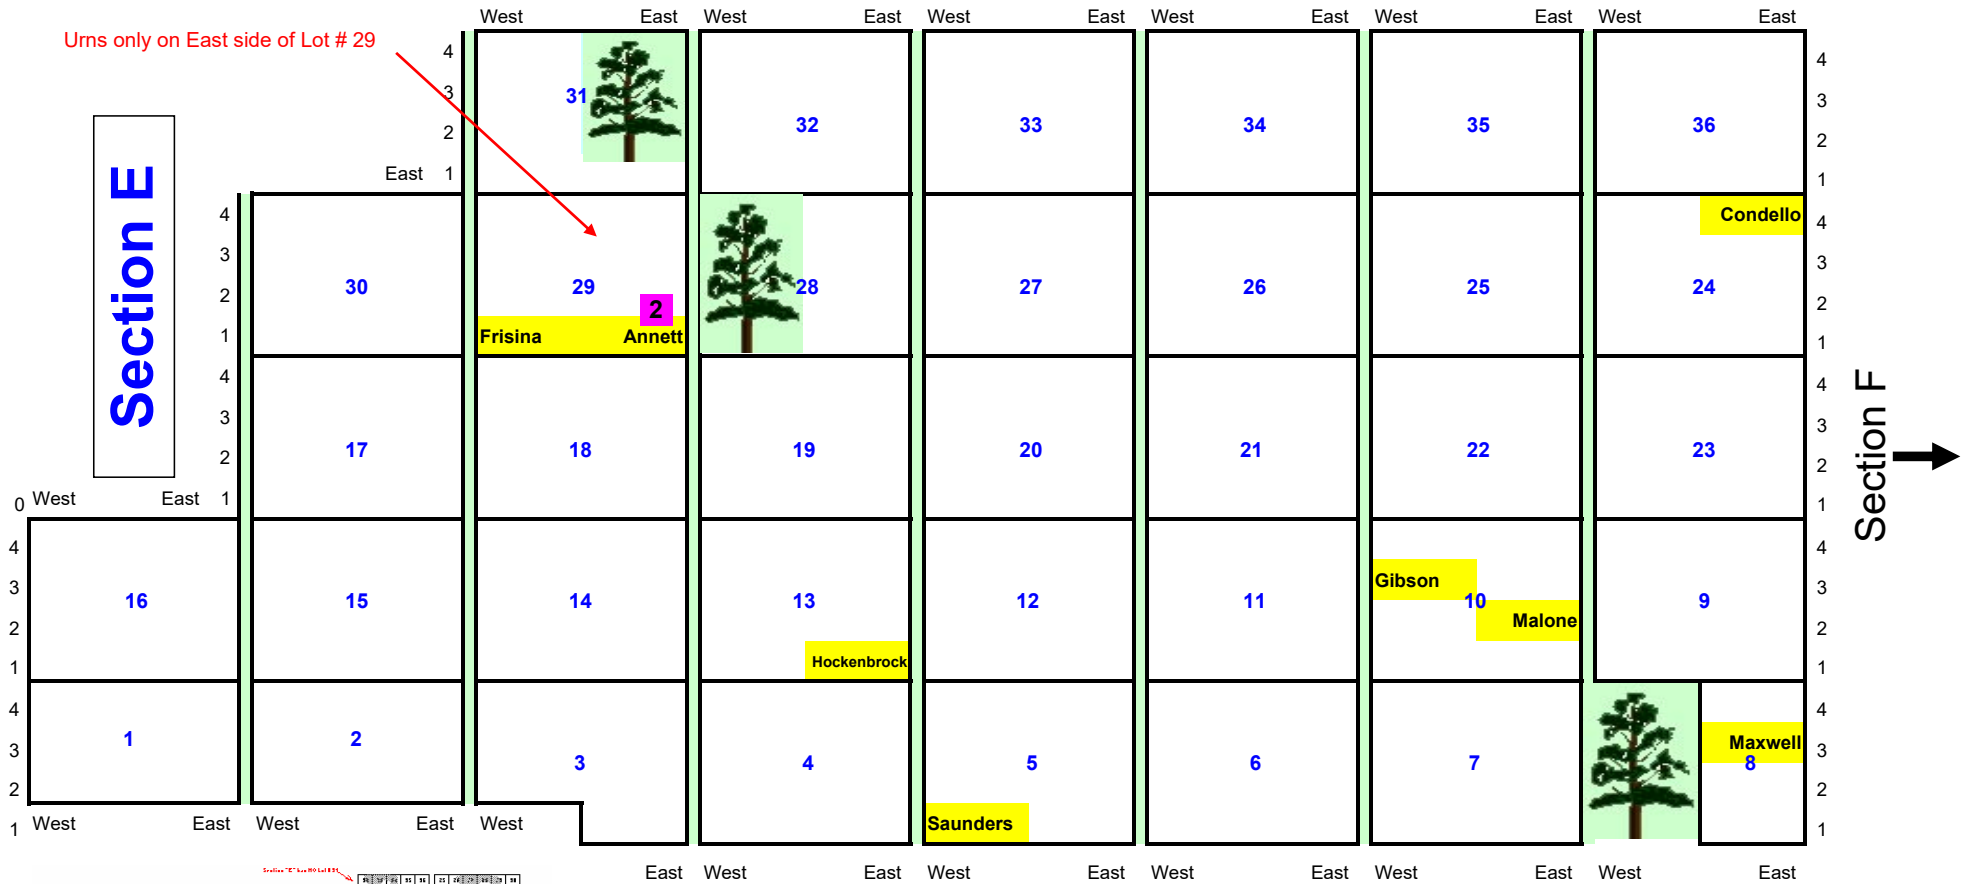 West East West East West East West East West East West East
Urns only on East side of Lot # 29
4 4
31 3 3
32 33 34 35 36
2 2
East 1 1
Section E
4 Condello 4
3 3
30 29 28 27 26 25 24
2 2 2
1 Frisina Annett 1
4 4
3 3
17 18 19 20 21 22 23
2 2
0 West East 1 1
Section F
4 4
3 Gibson 3
16 15 14 13 12 11 10 9
2 Malone 2
1 Hockenbrock 1
4 4
1 2
3 Maxwell 3
3 4 5 6 7 8
2 2
1 West East West East West Saunders 1
East West East West East West East West East West East